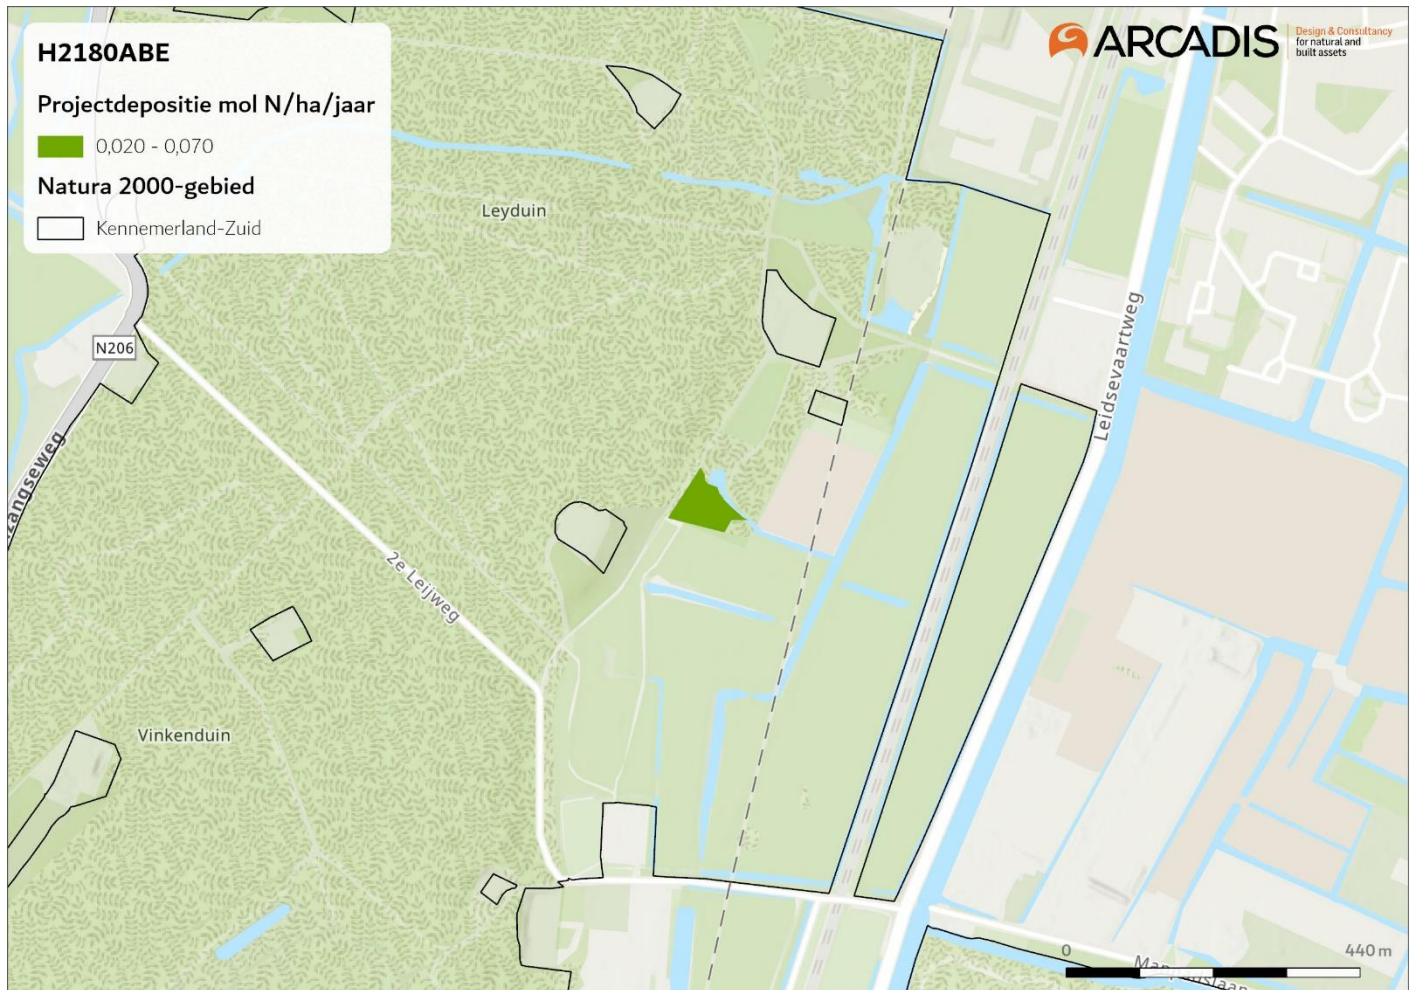 H2180ABE
Projectdepositie mol N/ha/jaar
0,020 - 0,070
Natura 2000-gebied
Kennemerland-Zuid
ARCADIS
Design & Consultancy
for natural and
built assets
Leyduin
N206
zangseweg
Leidsevaartweg
2e Leijweg
Vinkenduin
0
440 m